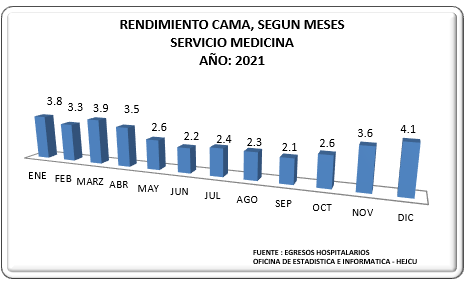 RENDIMIENTO CAMA, SEGUN MESES
SERVICIO MEDICINA
AÑO: 2021
3.8 3.3 3.9 3.5 2.6 2.2 2.4 2.3 2.1 2.6 3.6 4.1
ENE FEB MARZ ABR MAY JUN JUL AGO SEP OCT NOV DIC
FUENTE : EGRESOS HOSPITALARIOS
OFICINA DE ESTADISTICA E INFORMATICA - HEJCU